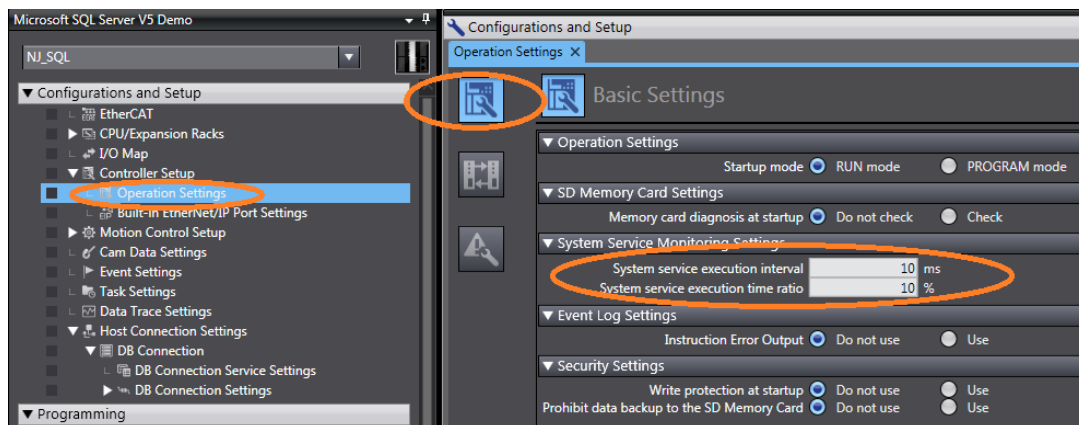 Microsoft SQL Server V5 Demo
NJ_SQL
Configurations and Setup
EtherCAT
CPU/Expansion Racks
I/O Map
Controller Setup
Operation Settings
Built-in EtherNet/IP Port Settings
Motion Control Setup
Cam Data Settings
Event Settings
Task Settings
Data Trace Settings
Host Connection Settings
DB Connection
DB Connection Service Settings
DB Connection Settings
Programming
Configurations and Setup
Operation Settings
Basic Settings
Operation Settings
Startup mode RUN mode PROGRAM mode
SD Memory Card Settings
Memory card diagnosis at startup Do not check Check
System Service Monitoring Settings
System service execution interval 10 ms
System service execution time ratio 10 %
Event Log Settings
Instruction Error Output Do not use Use
Security Settings
Write protection at startup Do not use Use
Prohibit data backup to the SD Memory Card Do not use Use